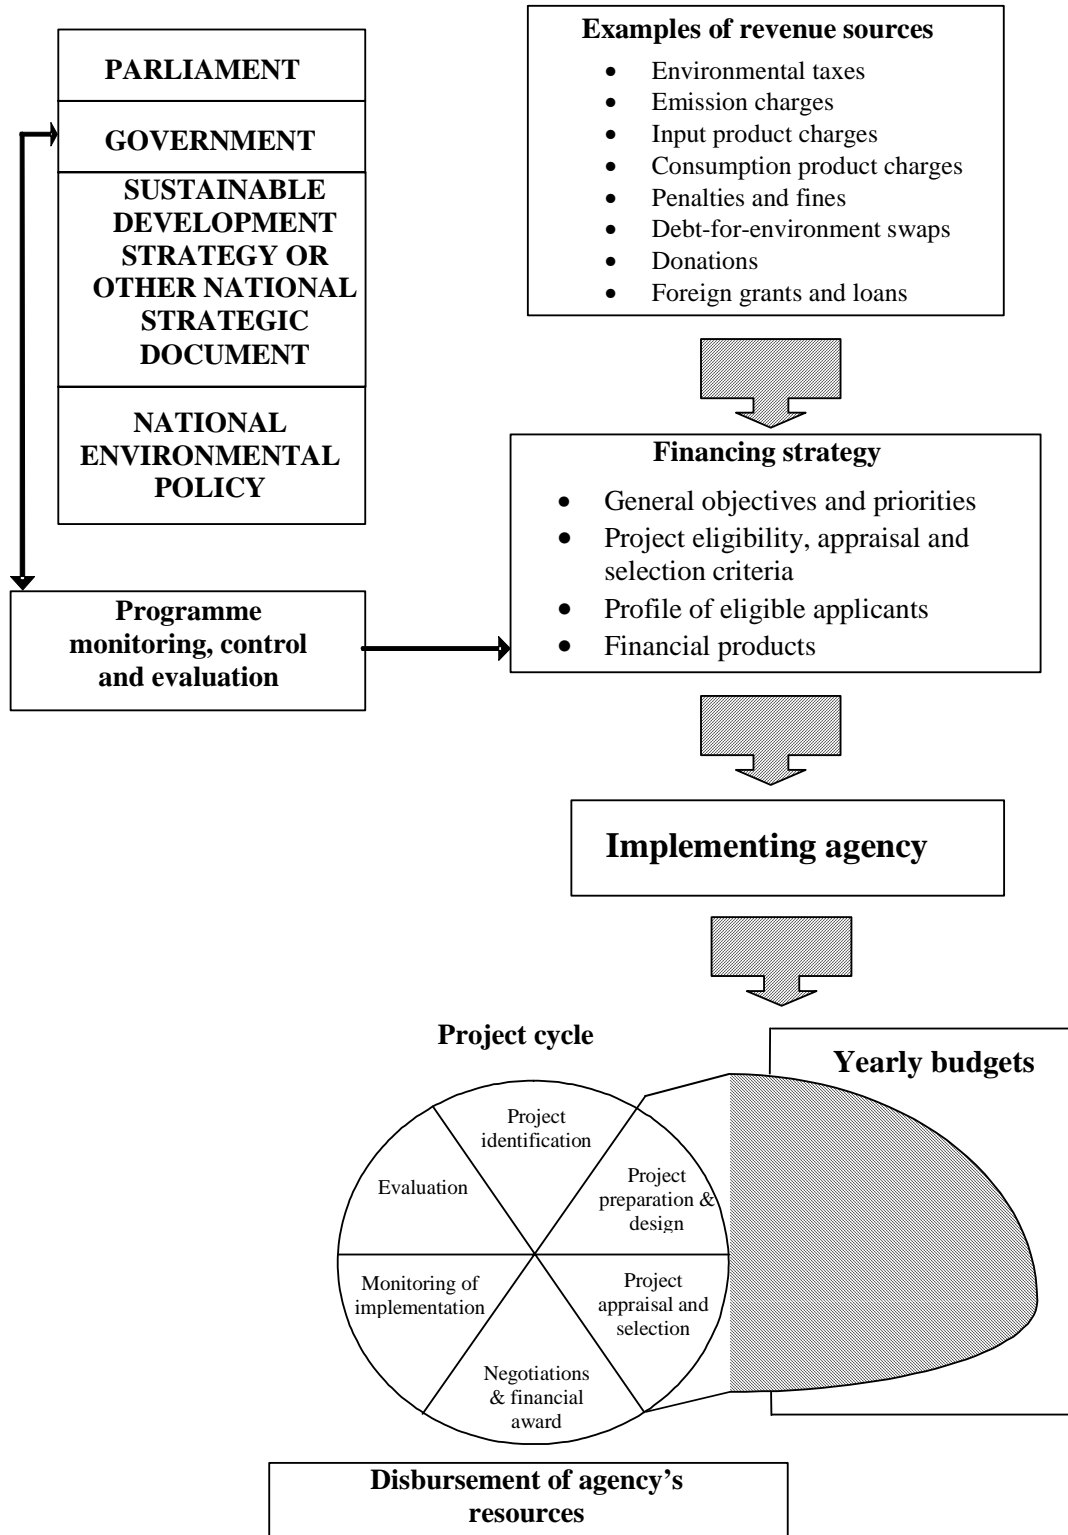 PARLIAMENT
GOVERNMENT
SUSTAINABLE
DEVELOPMENT
STRATEGY OR
OTHER NATIONAL
STRATEGIC
DOCUMENT
NATIONAL
ENVIRONMENTAL
POLICY
Programme
monitoring, control
and evaluation
Examples of revenue sources
• Environmental taxes
• Emission charges
• Input product charges
• Consumption product charges
• Penalties and fines
• Debt-for-environment swaps
• Donations
• Foreign grants and loans
Financing strategy
• General objectives and priorities
• Project eligibility, appraisal and
selection criteria
• Profile of eligible applicants
• Financial products
Implementing agency
Project cycle
Yearly budgets
Project
identification
Project
preparation &
design
Project
appraisal and
selection
Negotiations
& financial
award
Monitoring of
implementation
Evaluation
Disbursement of agency's
resources